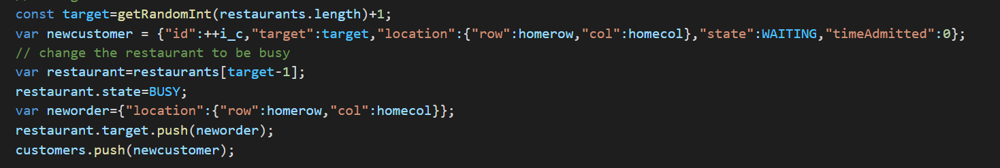 const target=getRandomInt(restaurants.length)+1;
var newcustomer = {"id":++i_c,"target":target,"location":{"row":homerow,"col":homecol},"state":WAITING,"timeAdmitted":0};
// change the restaurant to be busy
var restaurant=restaurants[target-1];
restaurant.state=BUSY;
var neworder={"location":{"row":homerow,"col":homecol}};
restaurant.target.push(neworder);
customers.push(newcustomer);